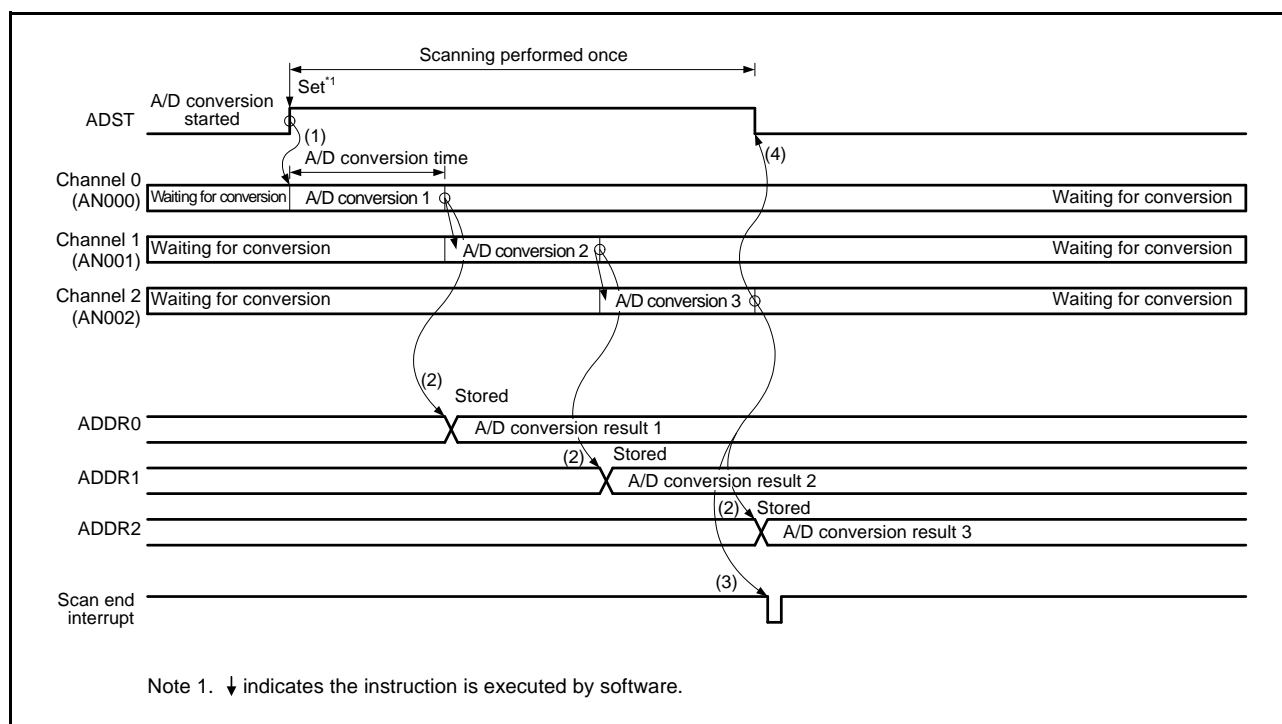 Scanning performed once
Set*1
A/D conversion started
ADST
(1)
(4)
A/D conversion time
Channel 0 (AN000)
Waiting for conversion
A/D conversion 1
Waiting for conversion
Channel 1 (AN001)
Waiting for conversion
A/D conversion 2
Waiting for conversion
Channel 2 (AN002)
Waiting for conversion
A/D conversion 3
Waiting for conversion
(2)
Stored
ADDR0
A/D conversion result 1
(2)
Stored
ADDR1
A/D conversion result 2
(2)
Stored
ADDR2
A/D conversion result 3
(3)
Scan end interrupt
Note 1. ↓ indicates the instruction is executed by software.